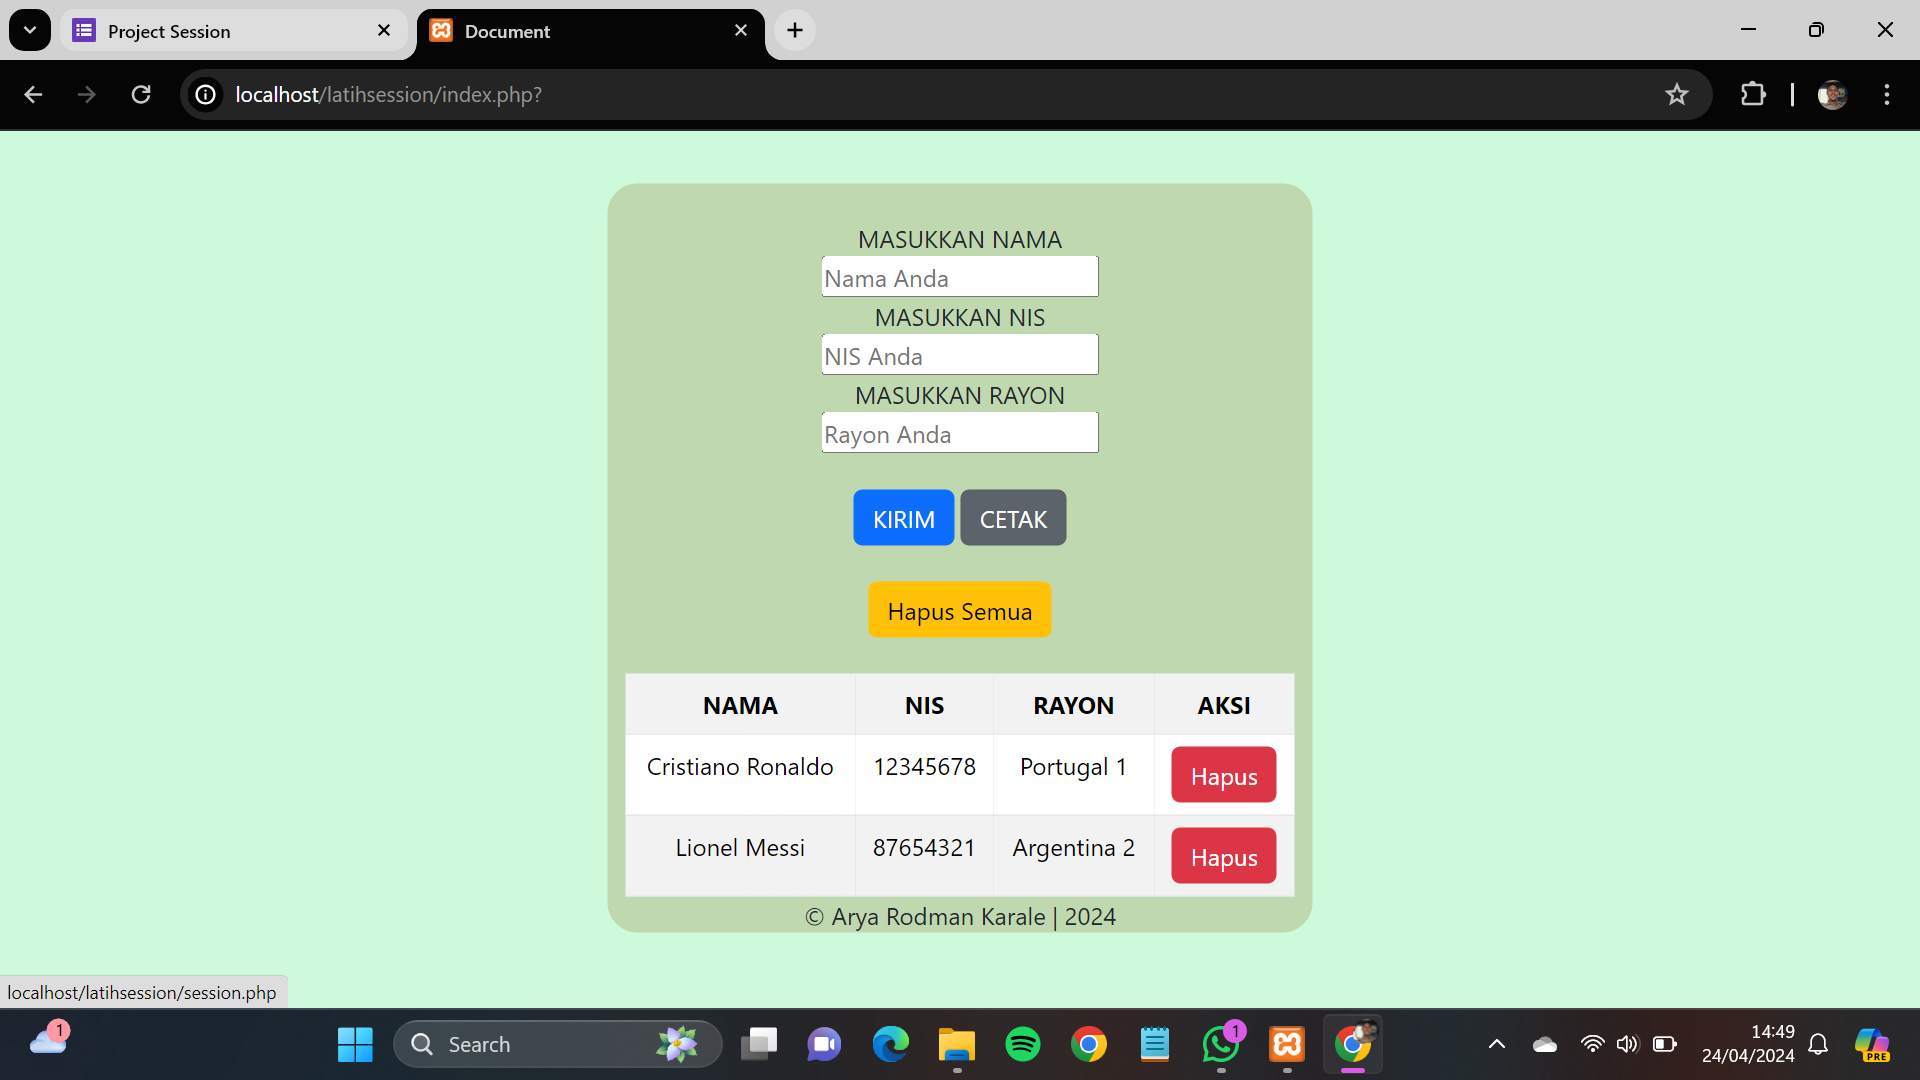 Project Session
Document
localhost/latihsession/index.php?
MASUKKAN NAMA
Nama Anda
MASUKKAN NIS
NIS Anda
MASUKKAN RAYON
Rayon Anda
KIRIM CETAK
Hapus Semua
NAMA NIS RAYON AKSI
Cristiano Ronaldo 12345678 Portugal 1 Hapus
Lionel Messi 87654321 Argentina 2 Hapus
© Arya Rodman Karale | 2024
localhost/latihsession/session.php
1
Search
1
14:49
24/04/2024
PRE